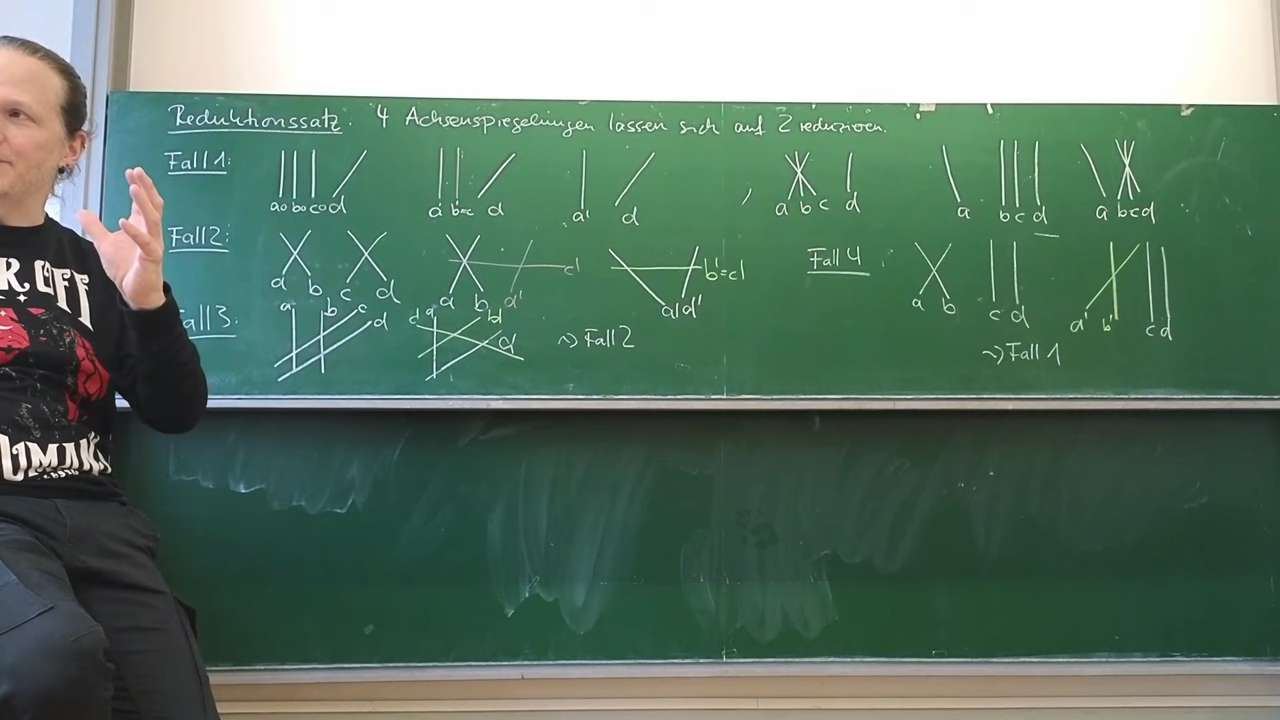 Reduktionssatz: 4 Achsenspiegelungen lassen sich auf 2 reduzieren.
Fall 1:
a b c d
a' b=c d
a' d
,
a b c d
a b c d
a b c d
Fall 2:
a b c d
a b d' c'
b'=c'
a' d'
Fall 4
a b c d
a' b' c d
~> Fall 1
Fall 3:
a b c d
~> Fall 2
UMAN